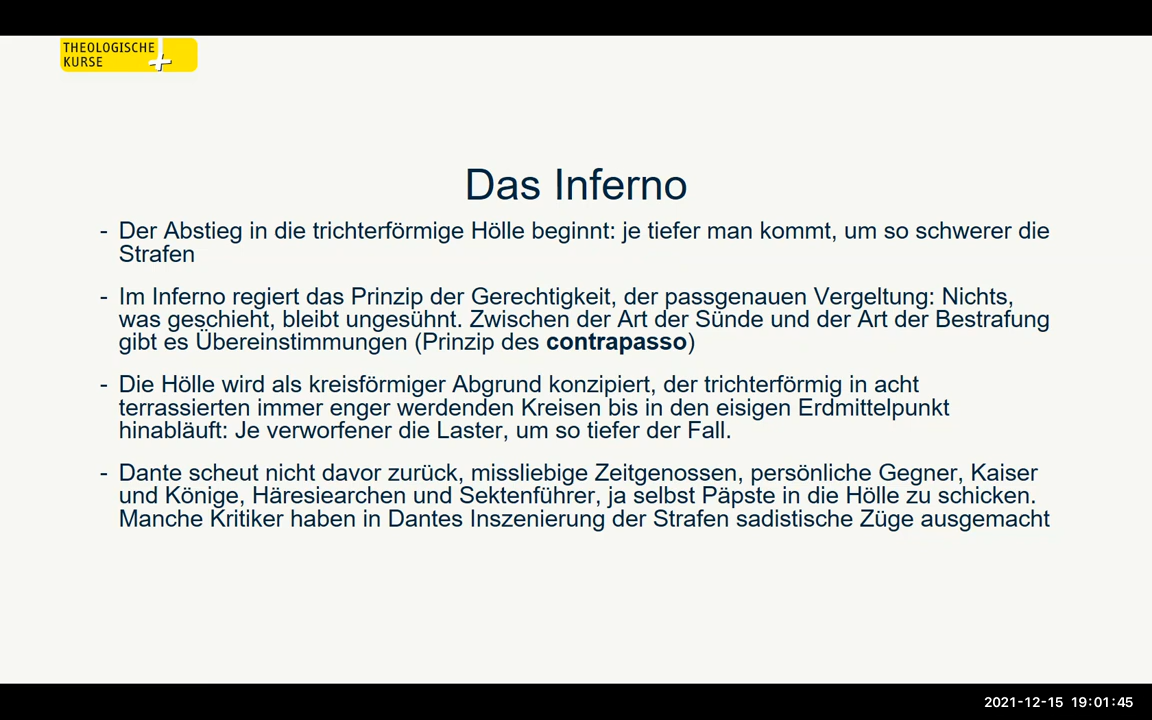 THEOLOGISCHE
KURSE
Das Inferno
- Der Abstieg in die trichterförmige Hölle beginnt: je tiefer man kommt, um so schwerer die
Strafen
- Im Inferno regiert das Prinzip der Gerechtigkeit, der passgenauen Vergeltung: Nichts,
was geschieht, bleibt ungesühnt. Zwischen der Art der Sünde und der Art der Bestrafung
gibt es Übereinstimmungen (Prinzip des contrapasso)
- Die Hölle wird als kreisförmiger Abgrund konzipiert, der trichterförmig in acht
terrassierten immer enger werdenden Kreisen bis in den eisigen Erdmittelpunkt
hinabläuft: Je verworfener die Laster, um so tiefer der Fall.
- Dante scheut nicht davor zurück, missliebige Zeitgenossen, persönliche Gegner, Kaiser
und Könige, Häresiearchen und Sektenführer, ja selbst Päpste in die Hölle zu schicken.
Manche Kritiker haben in Dantes Inszenierung der Strafen sadistische Züge ausgemacht
2021-12-15 19:01:45